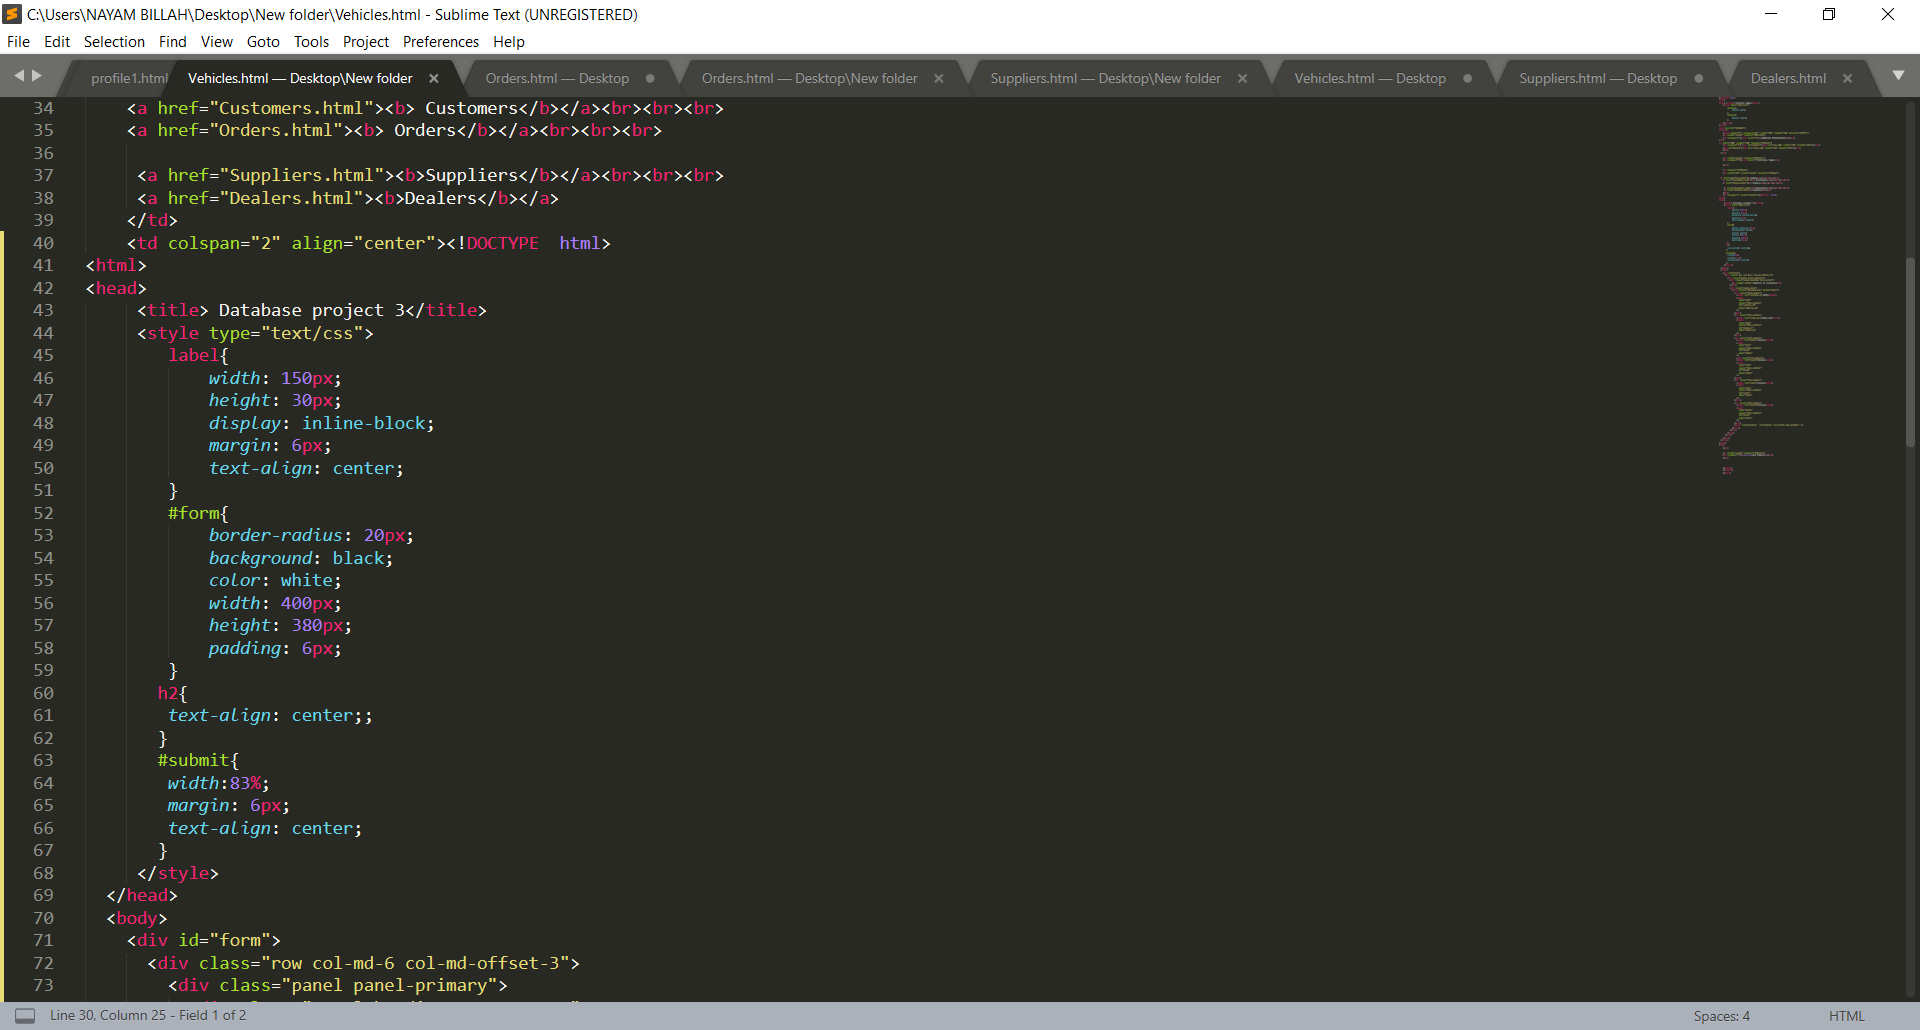 C:\Users\NAYAM BILLAH\Desktop\New folder\Vehicles.html - Sublime Text (UNREGISTERED)
File Edit Selection Find View Goto Tools Project Preferences Help
profile1.html Vehicles.html — Desktop\New folder Orders.html — Desktop Orders.html — Desktop\New folder Suppliers.html — Desktop\New folder Vehicles.html — Desktop Suppliers.html — Desktop Dealers.html
34 <a href="Customers.html"><b> Customers</b></a><br><br><br>
35 <a href="Orders.html"><b> Orders</b></a><br><br><br>
36
37 <a href="Suppliers.html"><b>Suppliers</b></a><br><br><br>
38 <a href="Dealers.html"><b>Dealers</b></a>
39 </td>
40 <td colspan="2" align="center"><!DOCTYPE  html>
41 <html>
42 <head>
43 <title> Database project 3</title>
44 <style type="text/css">
45 label{
46 width: 150px;
47 height: 30px;
48 display: inline-block;
49 margin: 6px;
50 text-align: center;
51 }
52 #form{
53 border-radius: 20px;
54 background: black;
55 color: white;
56 width: 400px;
57 height: 380px;
58 padding: 6px;
59 }
60 h2{
61 text-align: center;;
62 }
63 #submit{
64 width:83%;
65 margin: 6px;
66 text-align: center;
67 }
68 </style>
69 </head>
70 <body>
71 <div id="form">
72 <div class="row col-md-6 col-md-offset-3">
73 <div class="panel panel-primary">
Line 30, Column 25 - Field 1 of 2 Spaces: 4 HTML